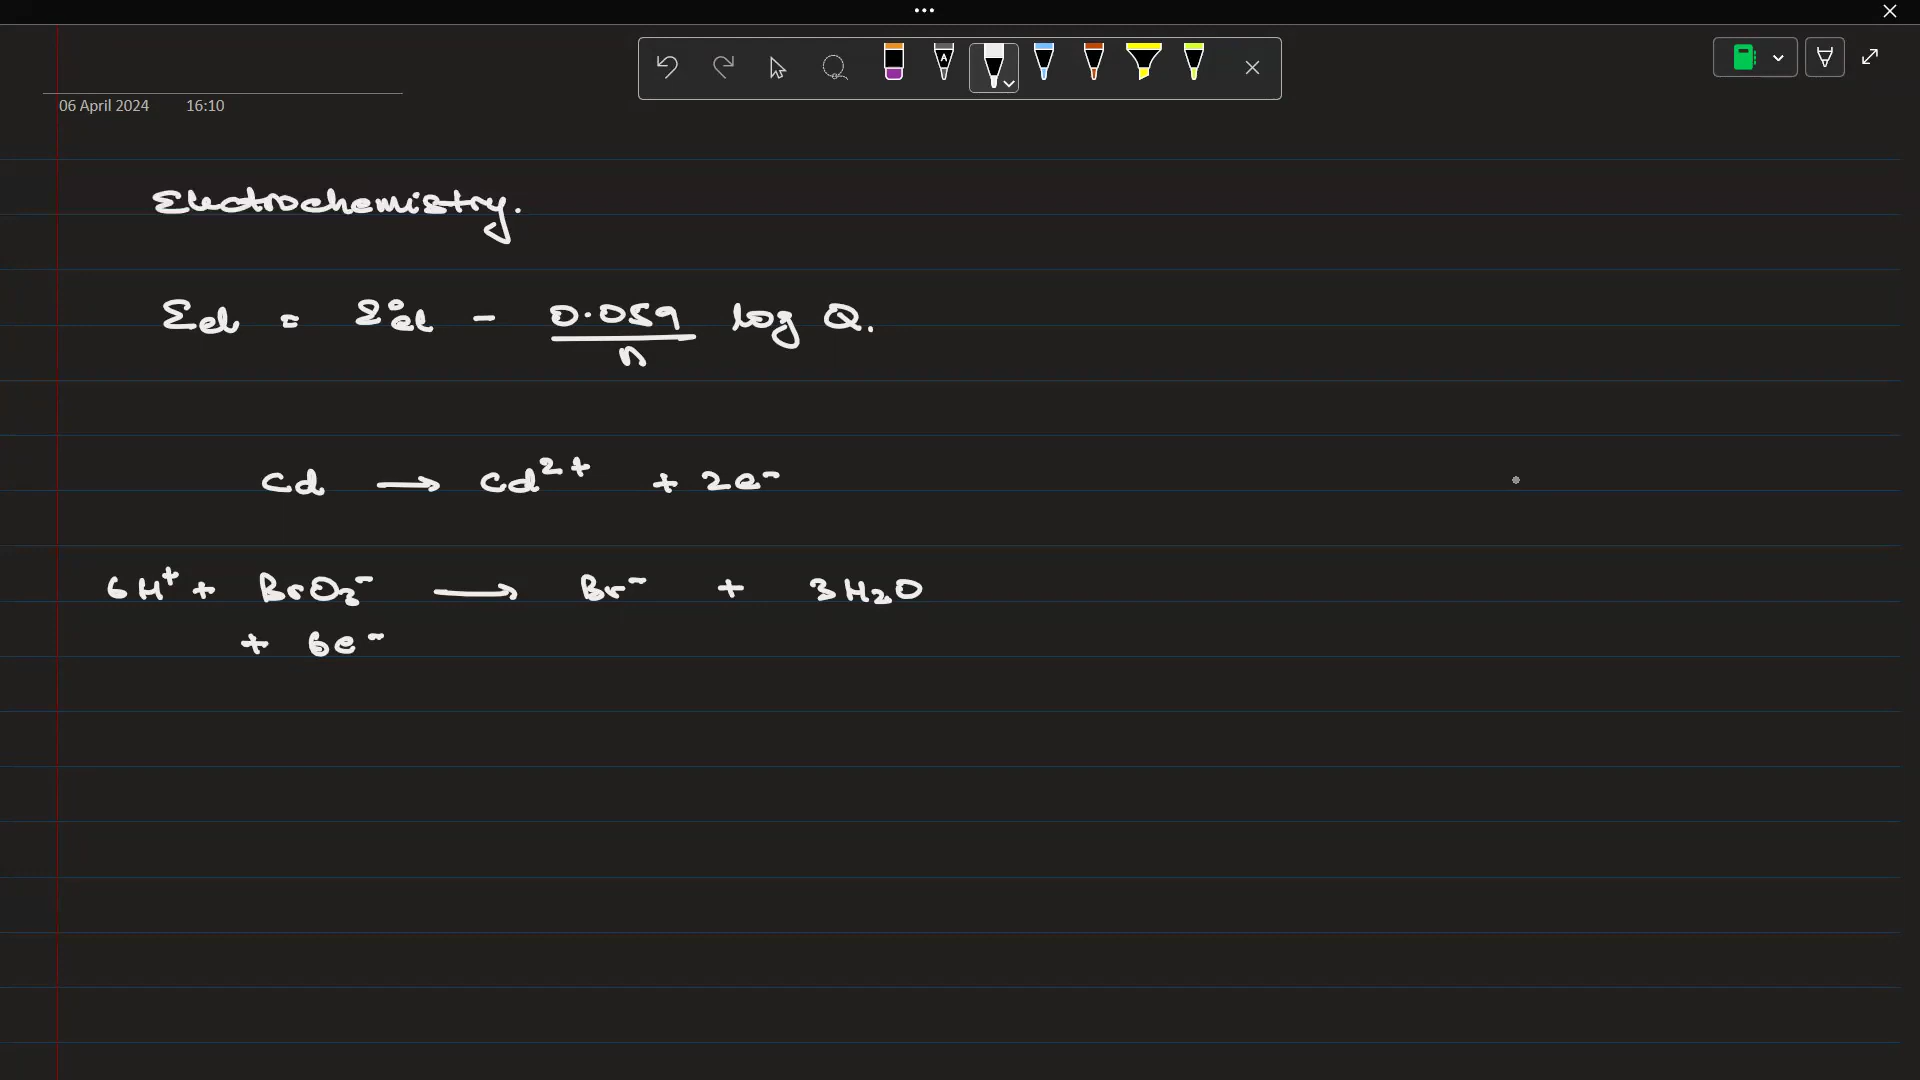 06 April 2024 16:10
Electrochemistry.
Ecell = E°cell - 0.059/n log Q.
Cd → Cd²⁺ + 2e⁻
6H⁺ + BrO₃⁻ → Br⁻ + 3H₂O
+ 6e⁻